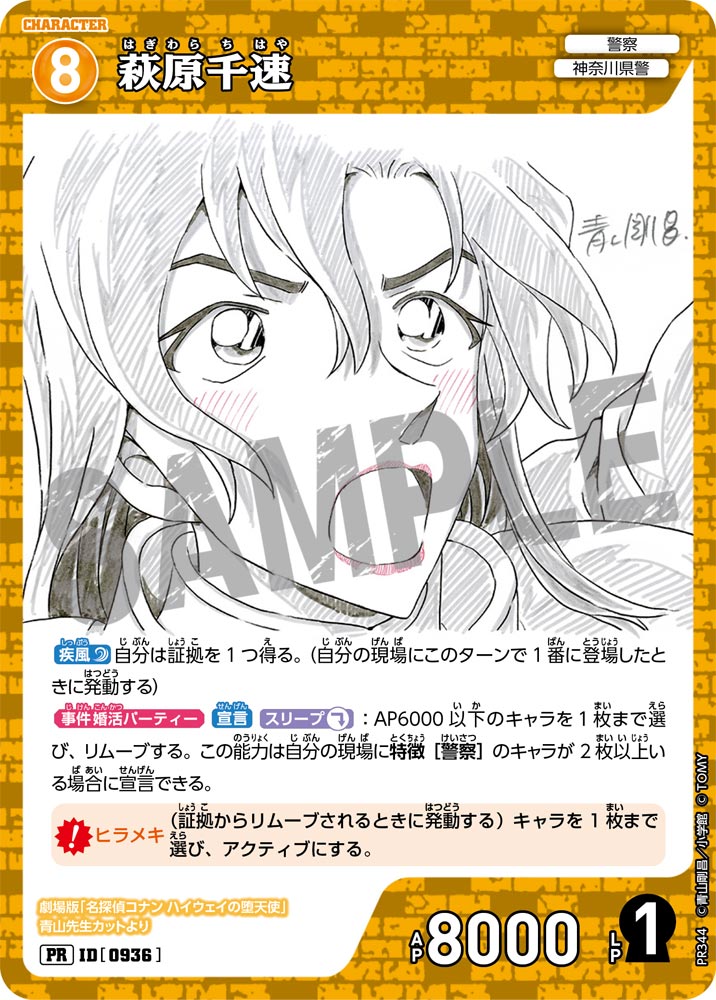 CHARACTER
8
はぎわらちはや
萩原千速
警察
神奈川県警
青山剛昌.
SAMPLE
疾風 自分は証拠を1つ得る。(自分の現場にこのターンで1番に登場したと
きに発動する)
事件婚活パーティー 宣言 スリープ:AP6000以下のキャラを1枚まで選
び、リムーブする。この能力は自分の現場に特徴[警察]のキャラが2枚以上い
る場合に宣言できる。
ヒラメキ (証拠からリムーブされるときに発動する)キャラを1枚まで
選び、アクティブにする。
劇場版「名探偵コナン ハイウェイの堕天使」
青山先生カットより
PR ID[0936]
AP 8000
LP 1
PR344 ©青山剛昌/小学館 ©TOMY